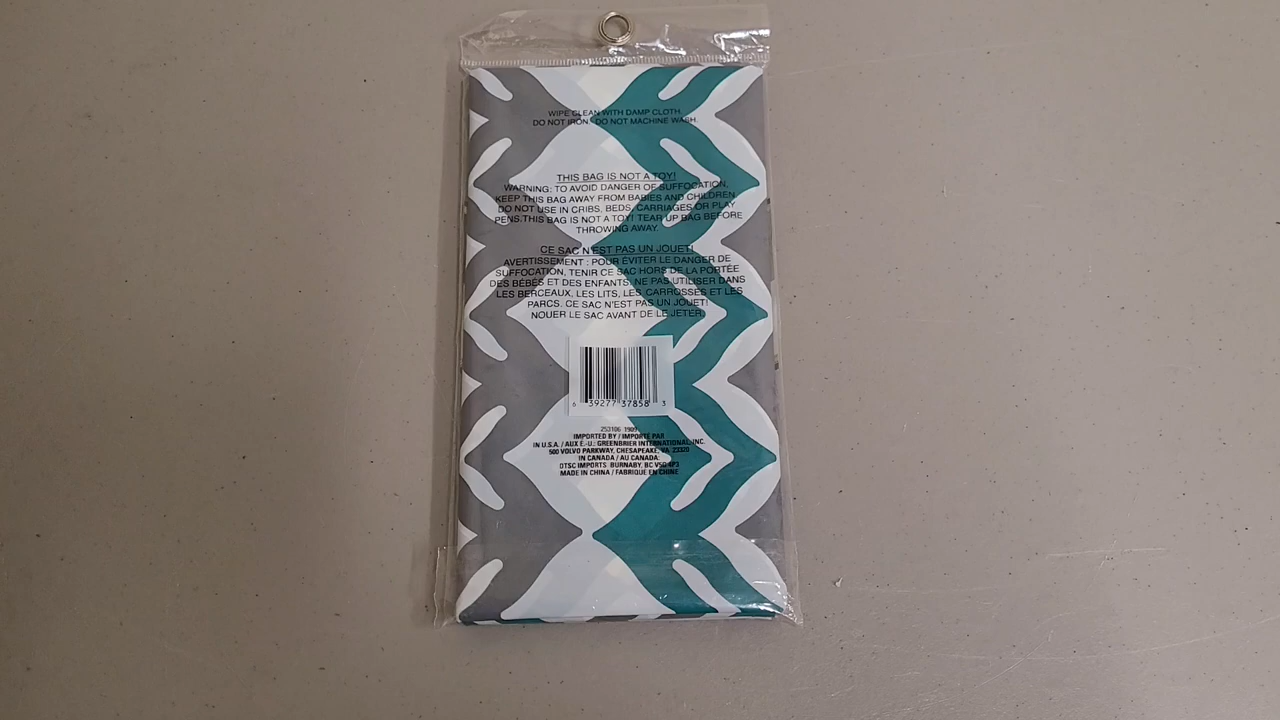 WIPE CLEAN WITH DAMP CLOTH.
DO NOT IRON. DO NOT MACHINE WASH.
THIS BAG IS NOT A TOY!
WARNING: TO AVOID DANGER OF SUFFOCATION,
KEEP THIS BAG AWAY FROM BABIES AND CHILDREN.
DO NOT USE IN CRIBS, BEDS, CARRIAGES OR PLAY
PENS.THIS BAG IS NOT A TOY! TEAR UP BAG BEFORE
THROWING AWAY.
CE SAC N'EST PAS UN JOUET!
AVERTISSEMENT : POUR ÉVITER LE DANGER DE
SUFFOCATION, TENIR CE SAC HORS DE LA PORTÉE
DES BÉBÉS ET DES ENFANTS. NE PAS UTILISER DANS
LES BERCEAUX, LES LITS, LES CARROSSES ET LES
PARCS. CE SAC N'EST PAS UN JOUET!
NOUER LE SAC AVANT DE LE JETER.
6 39277 37858 3
253106 1909
IMPORTED BY / IMPORTÉ PAR
IN U.S.A. / AUX É.-U.: GREENBRIER INTERNATIONAL, INC.
500 VOLVO PARKWAY, CHESAPEAKE, VA 23320
IN CANADA / AU CANADA:
DTSC IMPORTS BURNABY, BC V5G 4P3
MADE IN CHINA / FABRIQUÉ EN CHINE